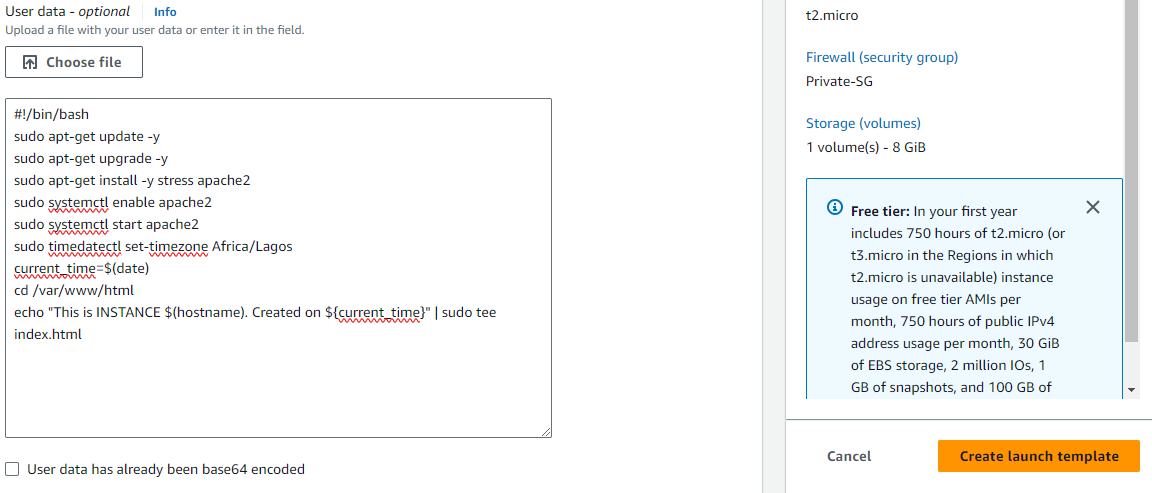 User data - optional Info
Upload a file with your user data or enter it in the field.
Choose file
#!/bin/bash
sudo apt-get update -y
sudo apt-get upgrade -y
sudo apt-get install -y stress apache2
sudo systemctl enable apache2
sudo systemctl start apache2
sudo timedatectl set-timezone Africa/Lagos
current_time=$(date)
cd /var/www/html
echo "This is INSTANCE $(hostname). Created on ${current_time}" | sudo tee
index.html
User data has already been base64 encoded
t2.micro
Firewall (security group)
Private-SG
Storage (volumes)
1 volume(s) - 8 GiB
Free tier: In your first year
includes 750 hours of t2.micro (or
t3.micro in the Regions in which
t2.micro is unavailable) instance
usage on free tier AMIs per
month, 750 hours of public IPv4
address usage per month, 30 GiB
of EBS storage, 2 million IOs, 1
GB of snapshots, and 100 GB of
Cancel
Create launch template